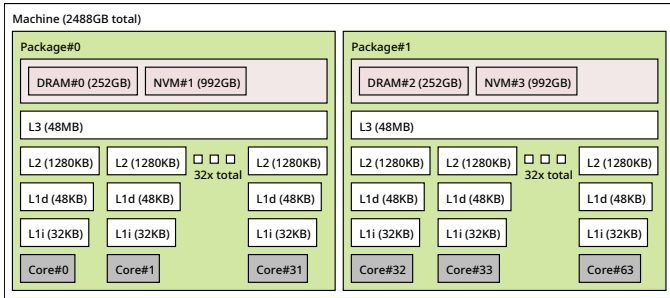 Machine (2488GB total)
Package#0
DRAM#0 (252GB) NVM#1 (992GB)
L3 (48MB)
L2 (1280KB) L2 (1280KB) L2 (1280KB)
32x total
L1d (48KB) L1d (48KB) L1d (48KB)
L1i (32KB) L1i (32KB) L1i (32KB)
Core#0 Core#1 Core#31
Package#1
DRAM#2 (252GB) NVM#3 (992GB)
L3 (48MB)
L2 (1280KB) L2 (1280KB) L2 (1280KB)
32x total
L1d (48KB) L1d (48KB) L1d (48KB)
L1i (32KB) L1i (32KB) L1i (32KB)
Core#32 Core#33 Core#63